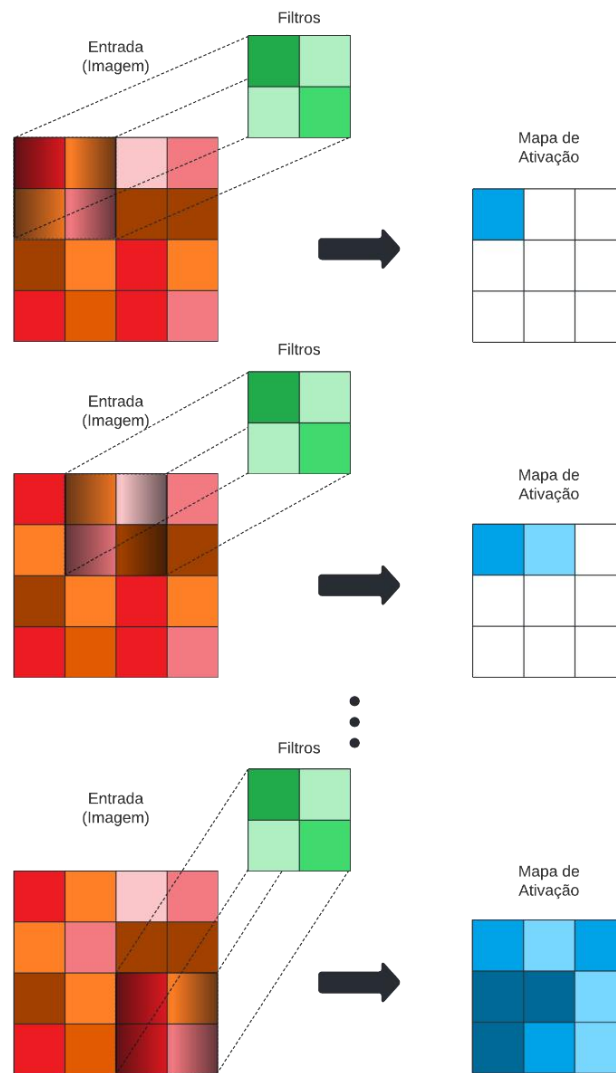 Filtros
Entrada
(Imagem)
Mapa de
Ativação
Filtros
Entrada
(Imagem)
Mapa de
Ativação
Filtros
Entrada
(Imagem)
Mapa de
Ativação